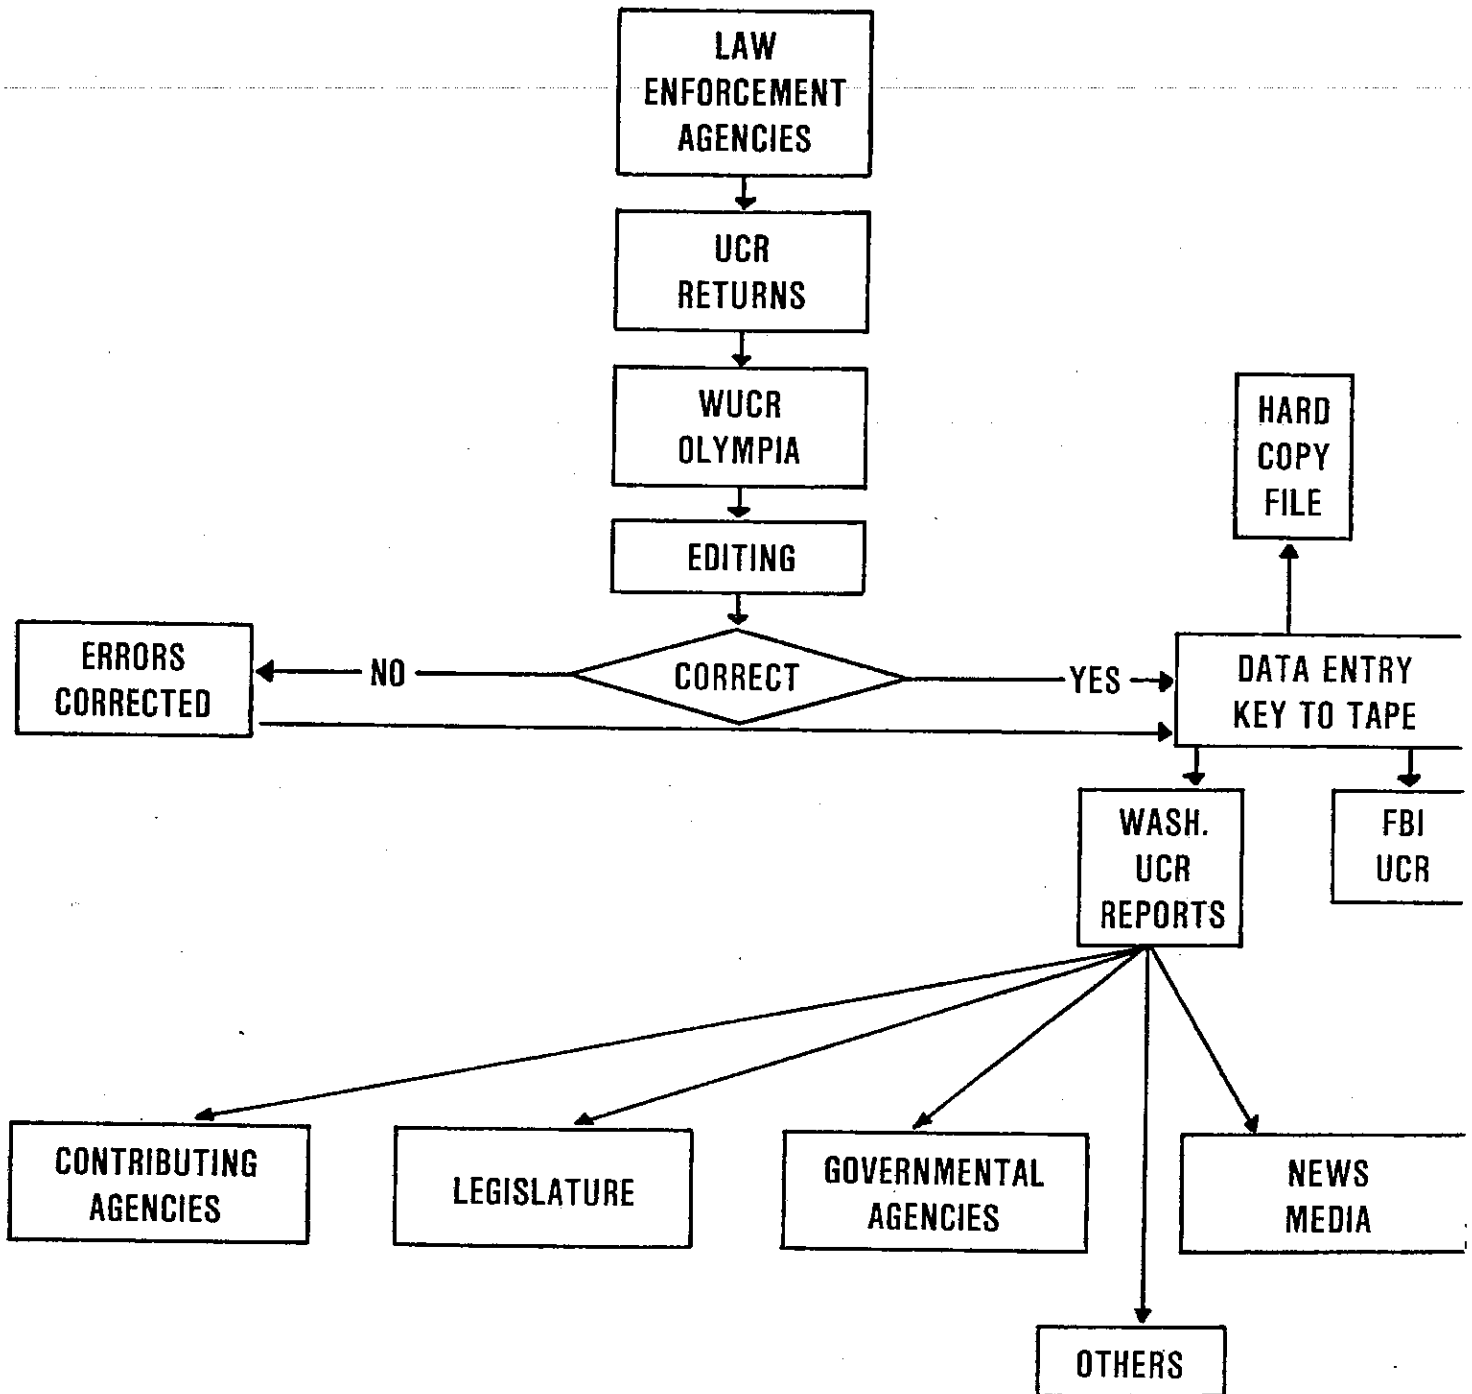 LAW
ENFORCEMENT
AGENCIES
UCR
RETURNS
WUCR
OLYMPIA
HARD
COPY
FILE
EDITING
ERRORS
CORRECTED
NO
CORRECT
YES
DATA ENTRY
KEY TO TAPE
WASH.
UCR
REPORTS
FBI
UCR
CONTRIBUTING
AGENCIES
LEGISLATURE
GOVERNMENTAL
AGENCIES
NEWS
MEDIA
OTHERS